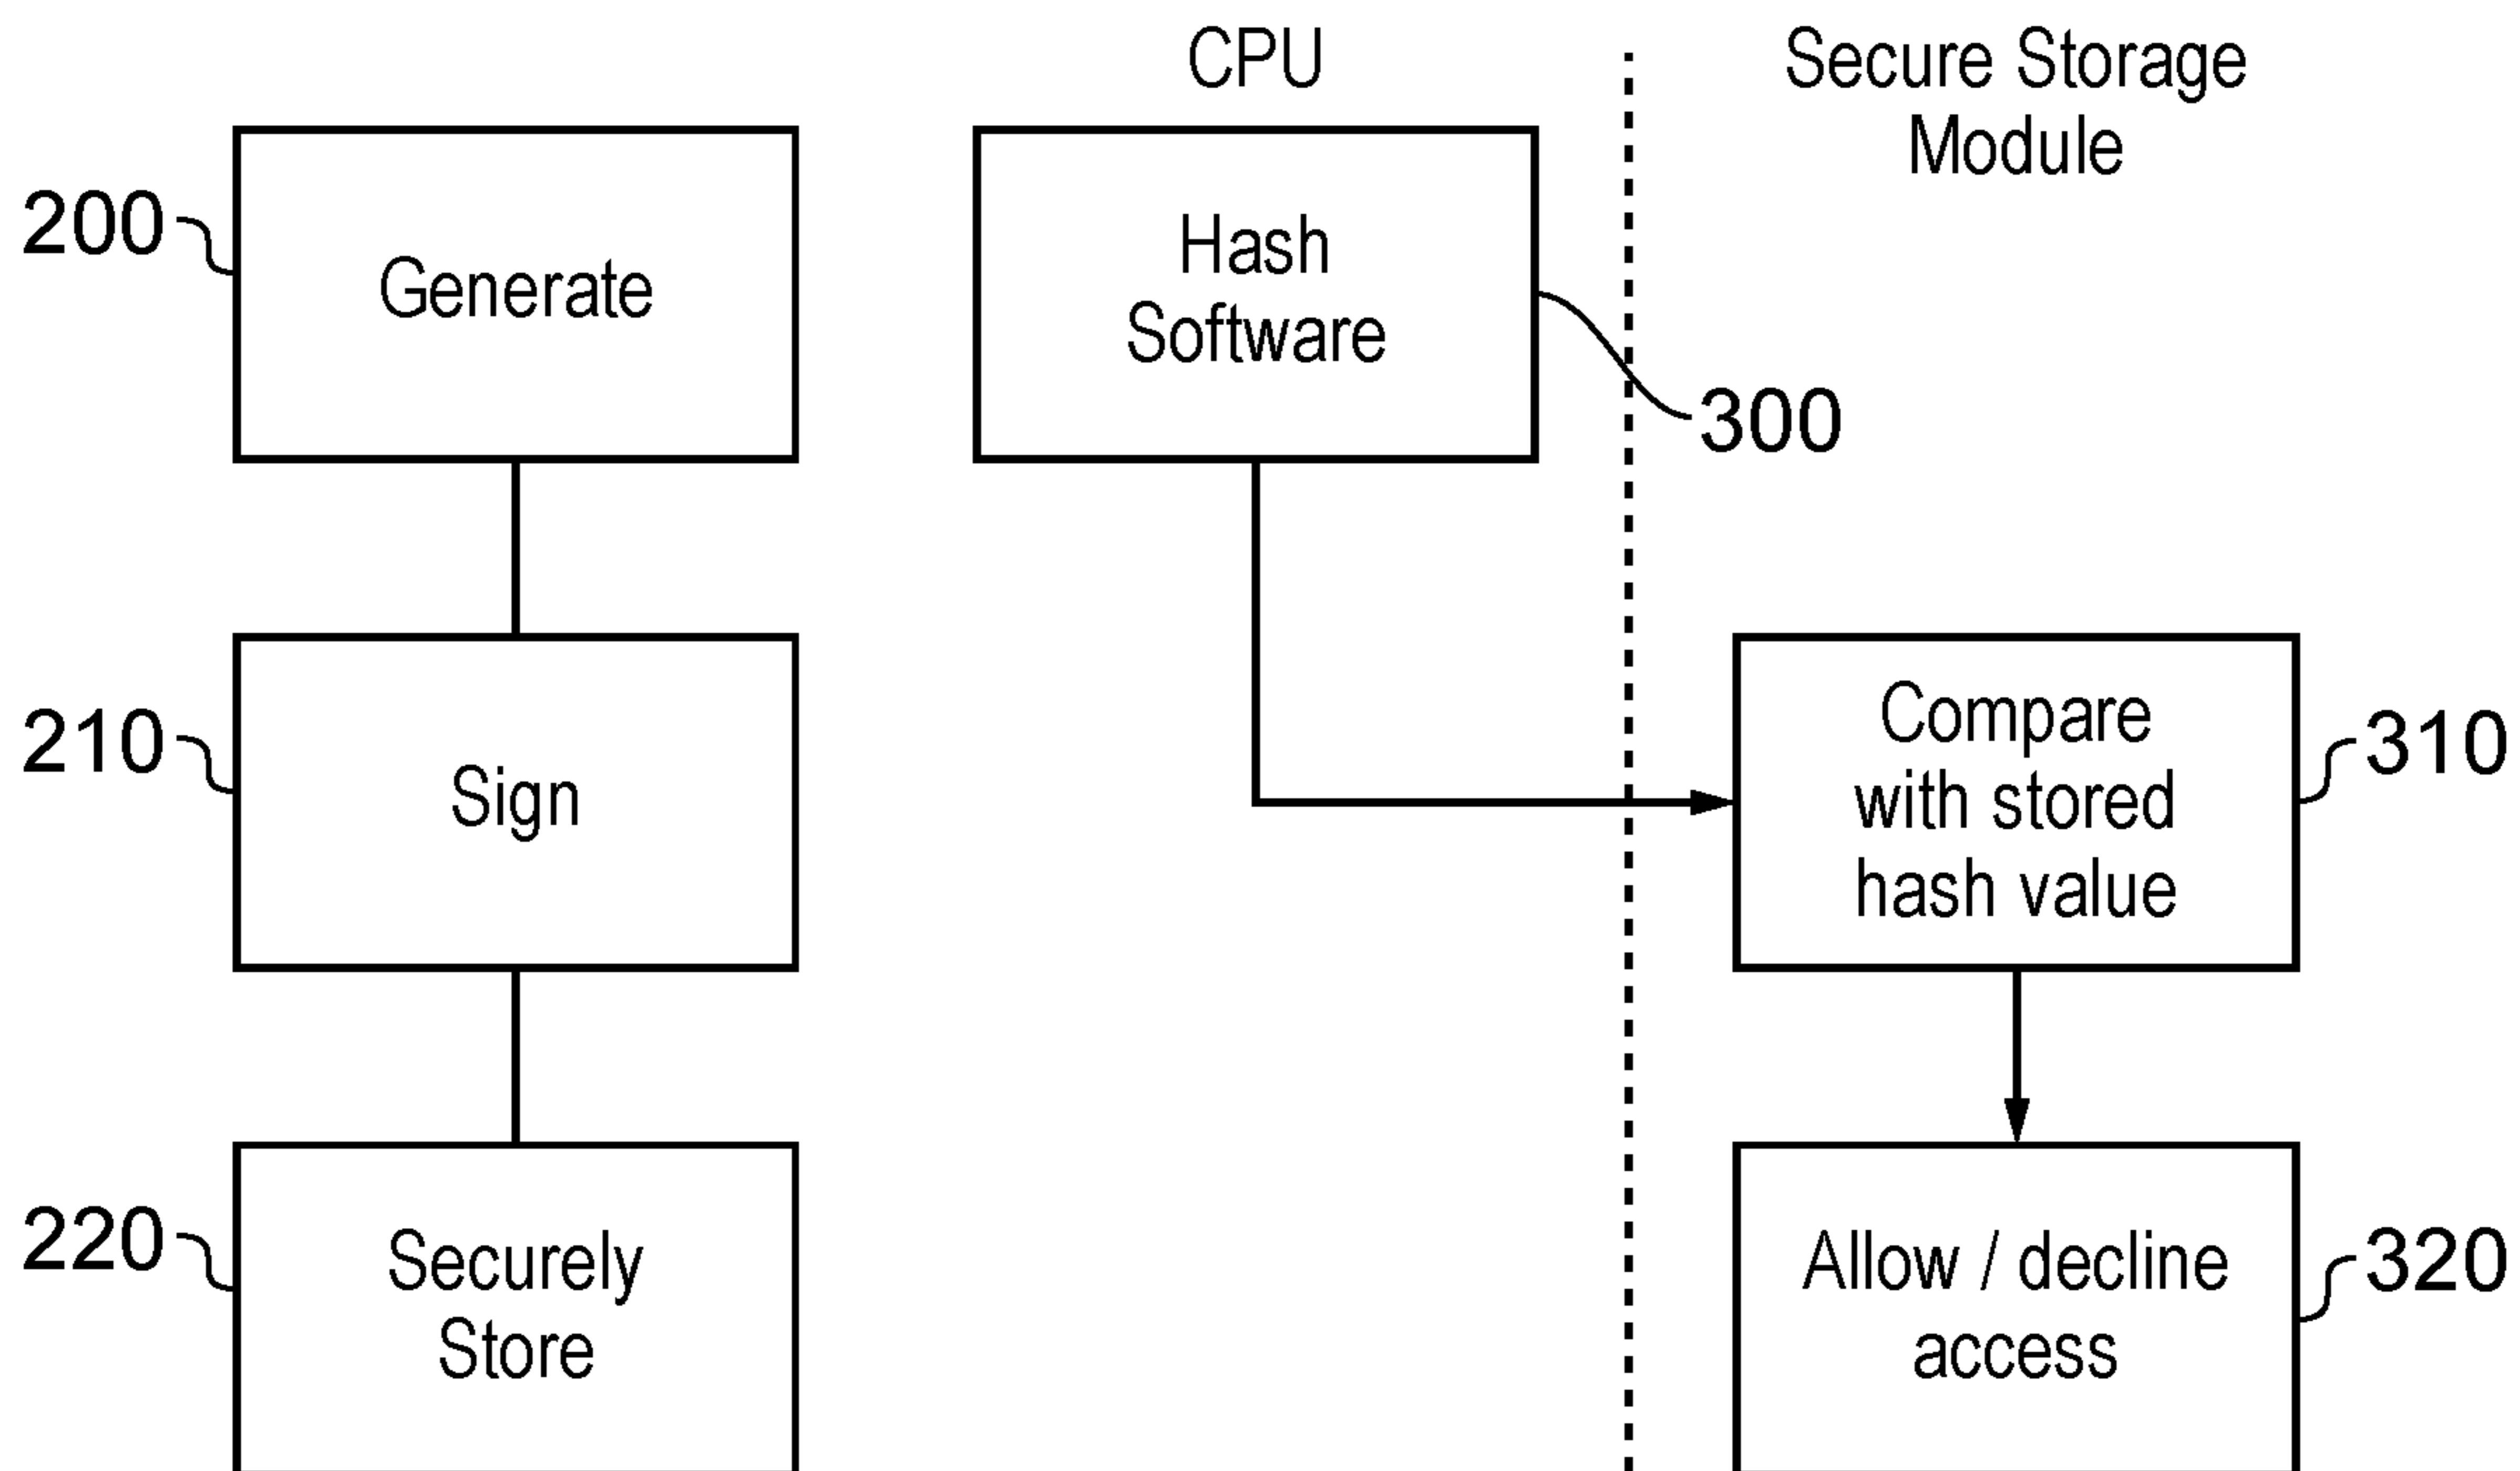 200
Generate
210
Sign
220
Securely
Store
CPU
Hash
Software
300
Secure Storage
Module
Compare
with stored
hash value
310
Allow / decline
access
320